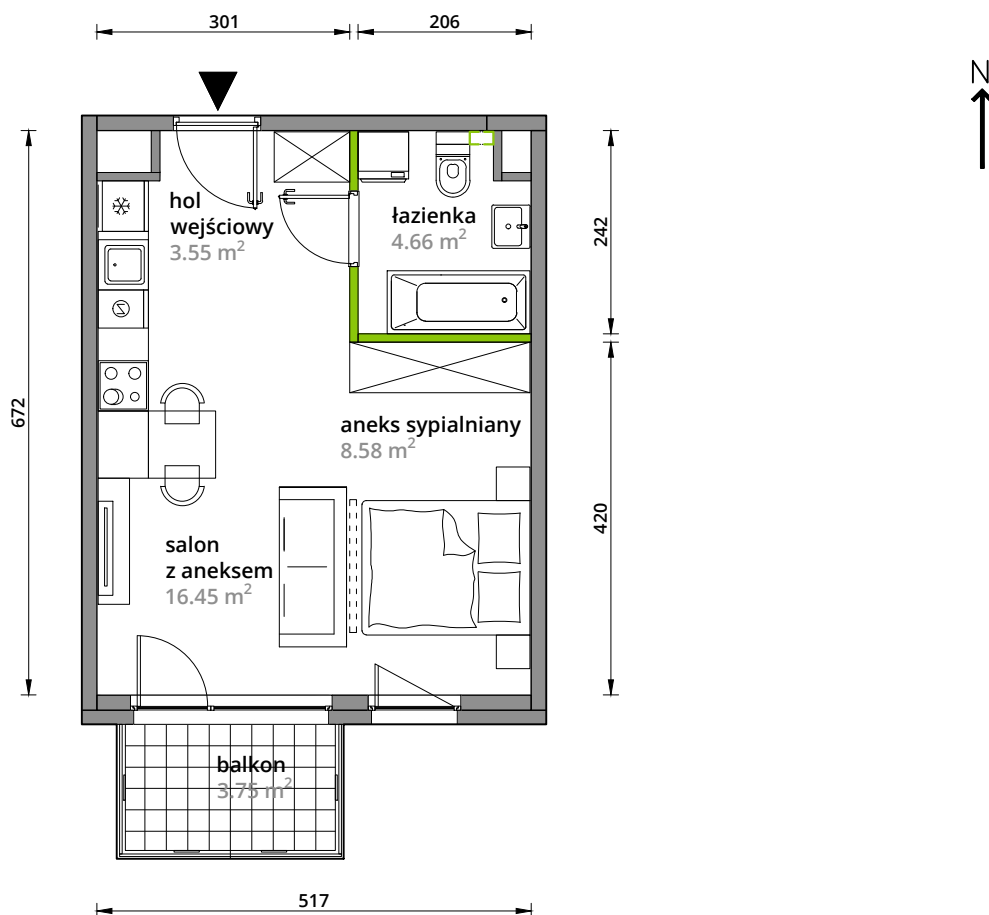 301
206
N
hol
wejściowy
3.55 m²
łazienka
4.66 m²
242
672
aneks sypialniany
8.58 m²
420
salon
z aneksem
16.45 m²
balkon
3.75 m²
517